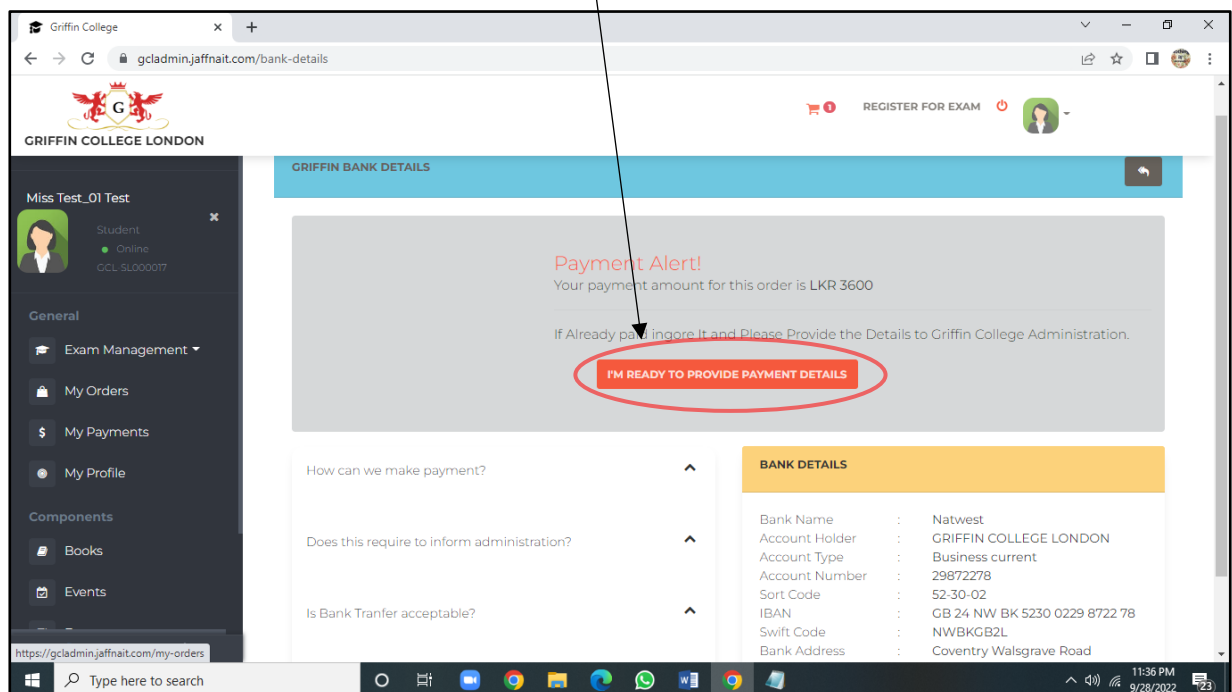 Griffin College
gcladmin.jaffnait.com/bank-details
G
GRIFFIN COLLEGE LONDON
1
REGISTER FOR EXAM
GRIFFIN BANK DETAILS
Miss Test_01 Test
Student
Online
GCL-SL000017
General
Exam Management
My Orders
$ My Payments
My Profile
Components
Books
Events
https://gcladmin.jaffnait.com/my-orders
Payment Alert!
Your payment amount for this order is LKR 3600
If Already paid ingore It and Please Provide the Details to Griffin College Administration.
I'M READY TO PROVIDE PAYMENT DETAILS
How can we make payment?
Does this require to inform administration?
Is Bank Tranfer acceptable?
BANK DETAILS
Bank Name : Natwest
Account Holder : GRIFFIN COLLEGE LONDON
Account Type : Business current
Account Number : 29872278
Sort Code : 52-30-02
IBAN : GB 24 NW BK 5230 0229 8722 78
Swift Code : NWBKGB2L
Bank Address : Coventry Walsgrave Road
Type here to search
11:36 PM
9/28/2022
23